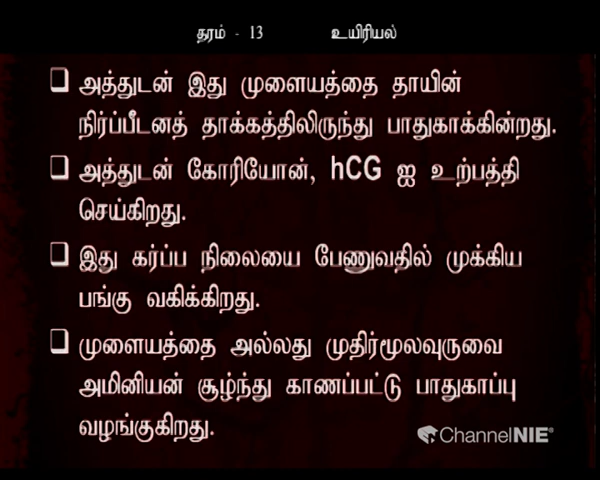 தரம் - 13 உயிரியல்
❑ அத்துடன் இது முளையத்தை தாயின்
நிர்ப்பீடனத் தாக்கத்திலிருந்து பாதுகாக்கின்றது.
❑ அத்துடன் கோரியோன், hCG ஐ உற்பத்தி
செய்கிறது.
❑ இது கர்ப்ப நிலையை பேணுவதில் முக்கிய
பங்கு வகிக்கிறது.
❑ முளையத்தை அல்லது முதிர்மூலவுருவை
அமினியன் சூழ்ந்து காணப்பட்டு பாதுகாப்பு
வழங்குகிறது.
ChannelNIE®